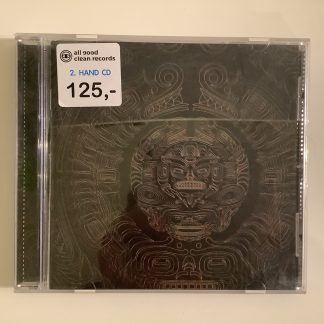 all good
clean records
2. HAND CD
125,-